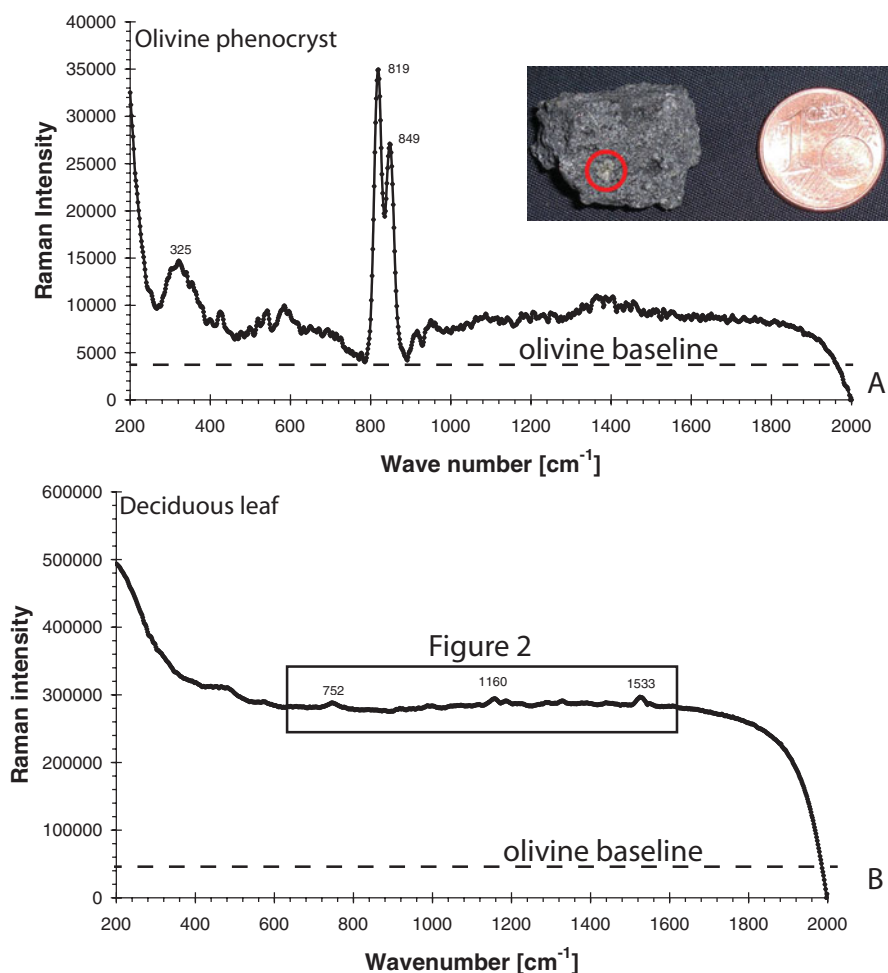 Olivine phenocryst
40000
35000
30000
25000
20000
15000
10000
5000
0
Raman Intensity
819
849
325
1 CENT
olivine baseline
A
200 400 600 800 1000 1200 1400 1600 1800 2000
Wave number [cm⁻¹]
Deciduous leaf
600000
500000
400000
300000
200000
100000
0
Raman intensity
Figure 2
752 1160 1533
olivine baseline
B
200 400 600 800 1000 1200 1400 1600 1800 2000
Wavenumber [cm⁻¹]